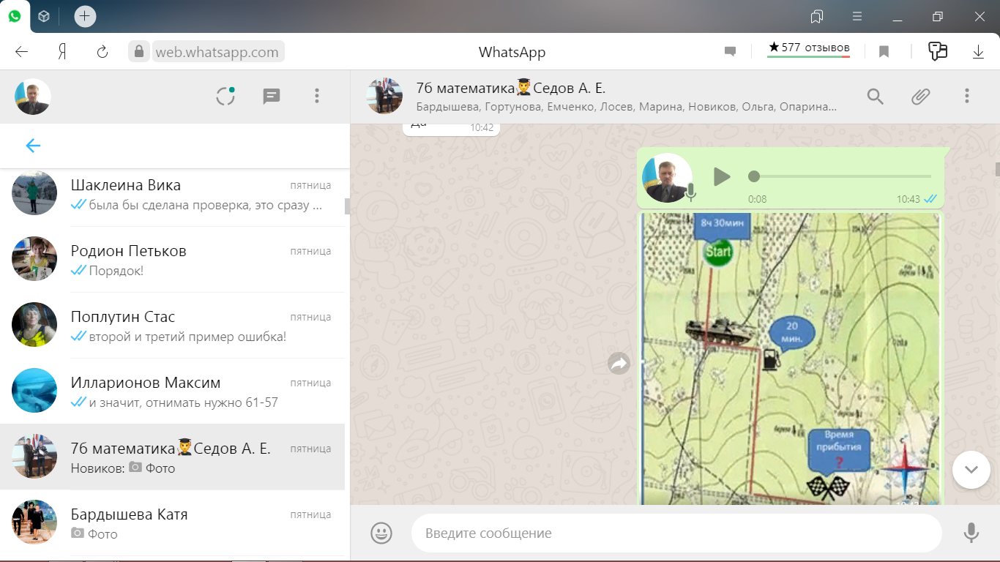 web.whatsapp.com
WhatsApp
★577 отзывов
7б математика👨‍🎓Седов А. Е.
Бардышева, Гортунова, Емченко, Лосев, Марина, Новиков, Ольга, Опарина...
Да
10:42
0:08
10:43
8ч 30мин
Start
20
мин.
Время
прибытия
?
Шаклеина Вика
пятница
была бы сделана проверка, это сразу ...
Родион Петьков
пятница
Порядок!
Поплутин Стас
пятница
второй и третий пример ошибка!
Илларионов Максим
пятница
и значит, отнимать нужно 61-57
7б математика👨‍🎓Седов А. Е.
пятница
Новиков: Фото
Бардышева Катя
пятница
Фото
Введите сообщение